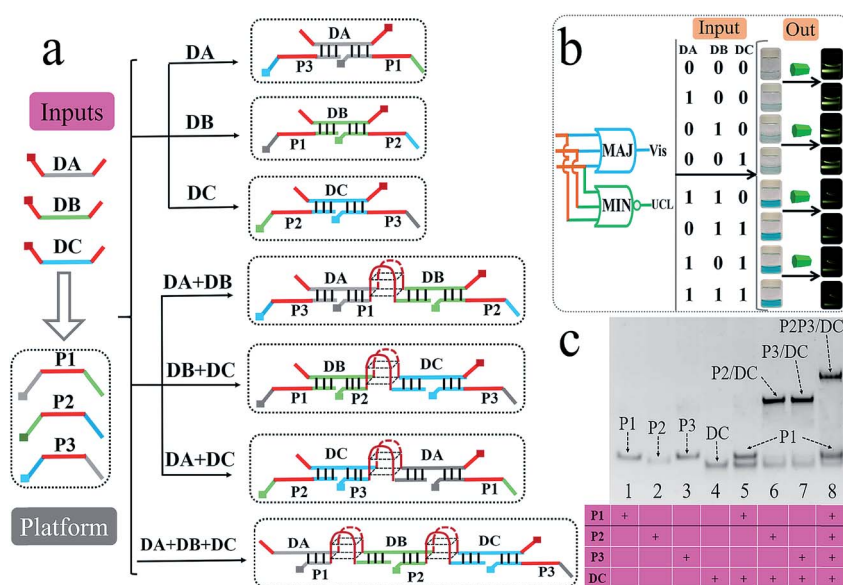 a
Inputs
DA
DB
DC
P1
P2
P3
Platform
DA
DA
P3
P1
DB
DB
P1
P2
DC
DC
P2
P3
DA+DB
DA
DB
P3
P1
P2
DB+DC
DB
DC
P1
P2
P3
DA+DC
DC
DA
P2
P3
P1
DA+DB+DC
DA
DB
DC
P1
P2
P3
b
Input
Out
DA DB DC
0 0 0
1 0 0
0 1 0
0 0 1
1 1 0
0 1 1
1 0 1
1 1 1
MAJ
Vis
MIN
UCL
c
P2P3/DC
P3/DC
P2/DC
P1
P2
P3
DC
P1
1 2 3 4 5 6 7 8
P1 + + +
P2 + + +
P3 + + +
DC + + + + +